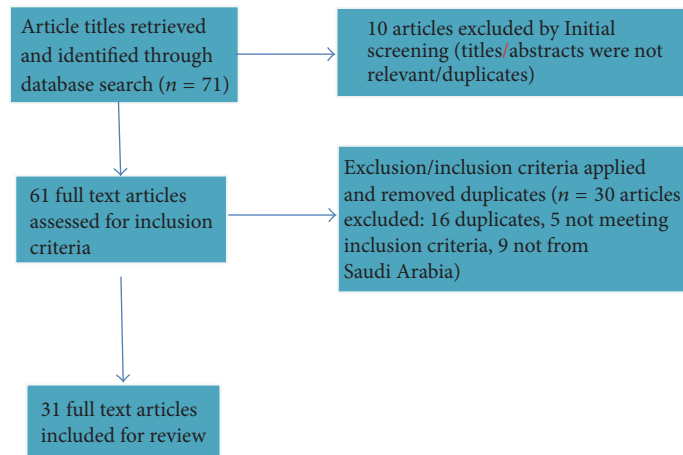 Article titles retrieved
and identified through
database search (n = 71)
10 articles excluded by Initial
screening (titles/abstracts were not
relevant/duplicates)
61 full text articles
assessed for inclusion
criteria
Exclusion/inclusion criteria applied
and removed duplicates (n = 30 articles
excluded: 16 duplicates, 5 not meeting
inclusion criteria, 9 not from
Saudi Arabia)
31 full text articles
included for review